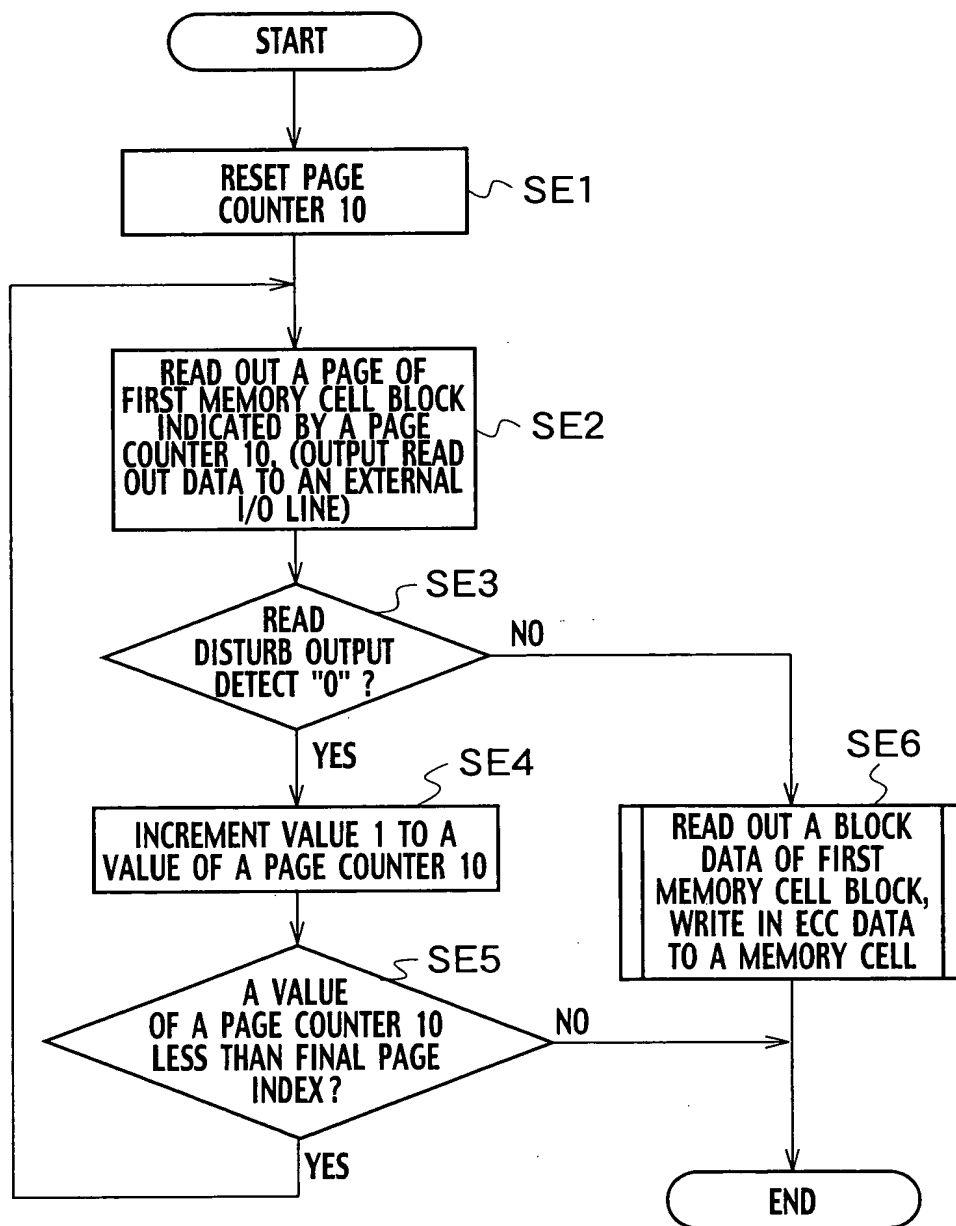 START
RESET PAGE
COUNTER 10
SE1
READ OUT A PAGE OF
FIRST MEMORY CELL BLOCK
INDICATED BY A PAGE
COUNTER 10, (OUTPUT READ
OUT DATA TO AN EXTERNAL
I/O LINE)
SE2
SE3
READ
DISTURB OUTPUT
DETECT "0" ?
NO
YES
SE4
INCREMENT VALUE 1 TO A
VALUE OF A PAGE COUNTER 10
SE6
READ OUT A BLOCK
DATA OF FIRST
MEMORY CELL BLOCK,
WRITE IN ECC DATA
TO A MEMORY CELL
SE5
A VALUE
OF A PAGE COUNTER 10
LESS THAN FINAL PAGE
INDEX?
NO
YES
END